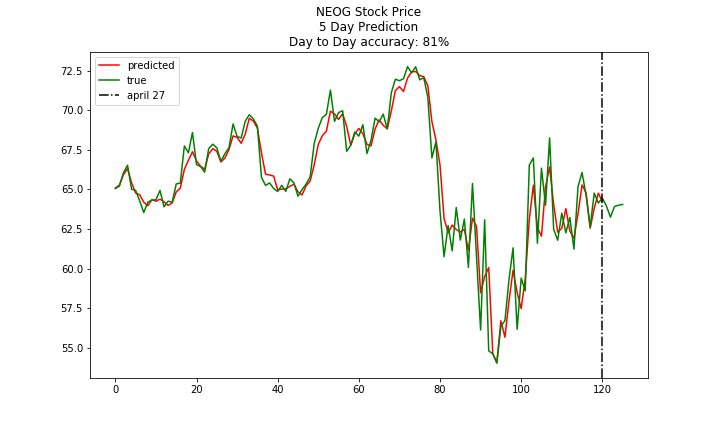 NEOG Stock Price
5 Day Prediction
Day to Day accuracy: 81%
predicted
true
april 27
72.5
70.0
67.5
65.0
62.5
60.0
57.5
55.0
0 20 40 60 80 100 120